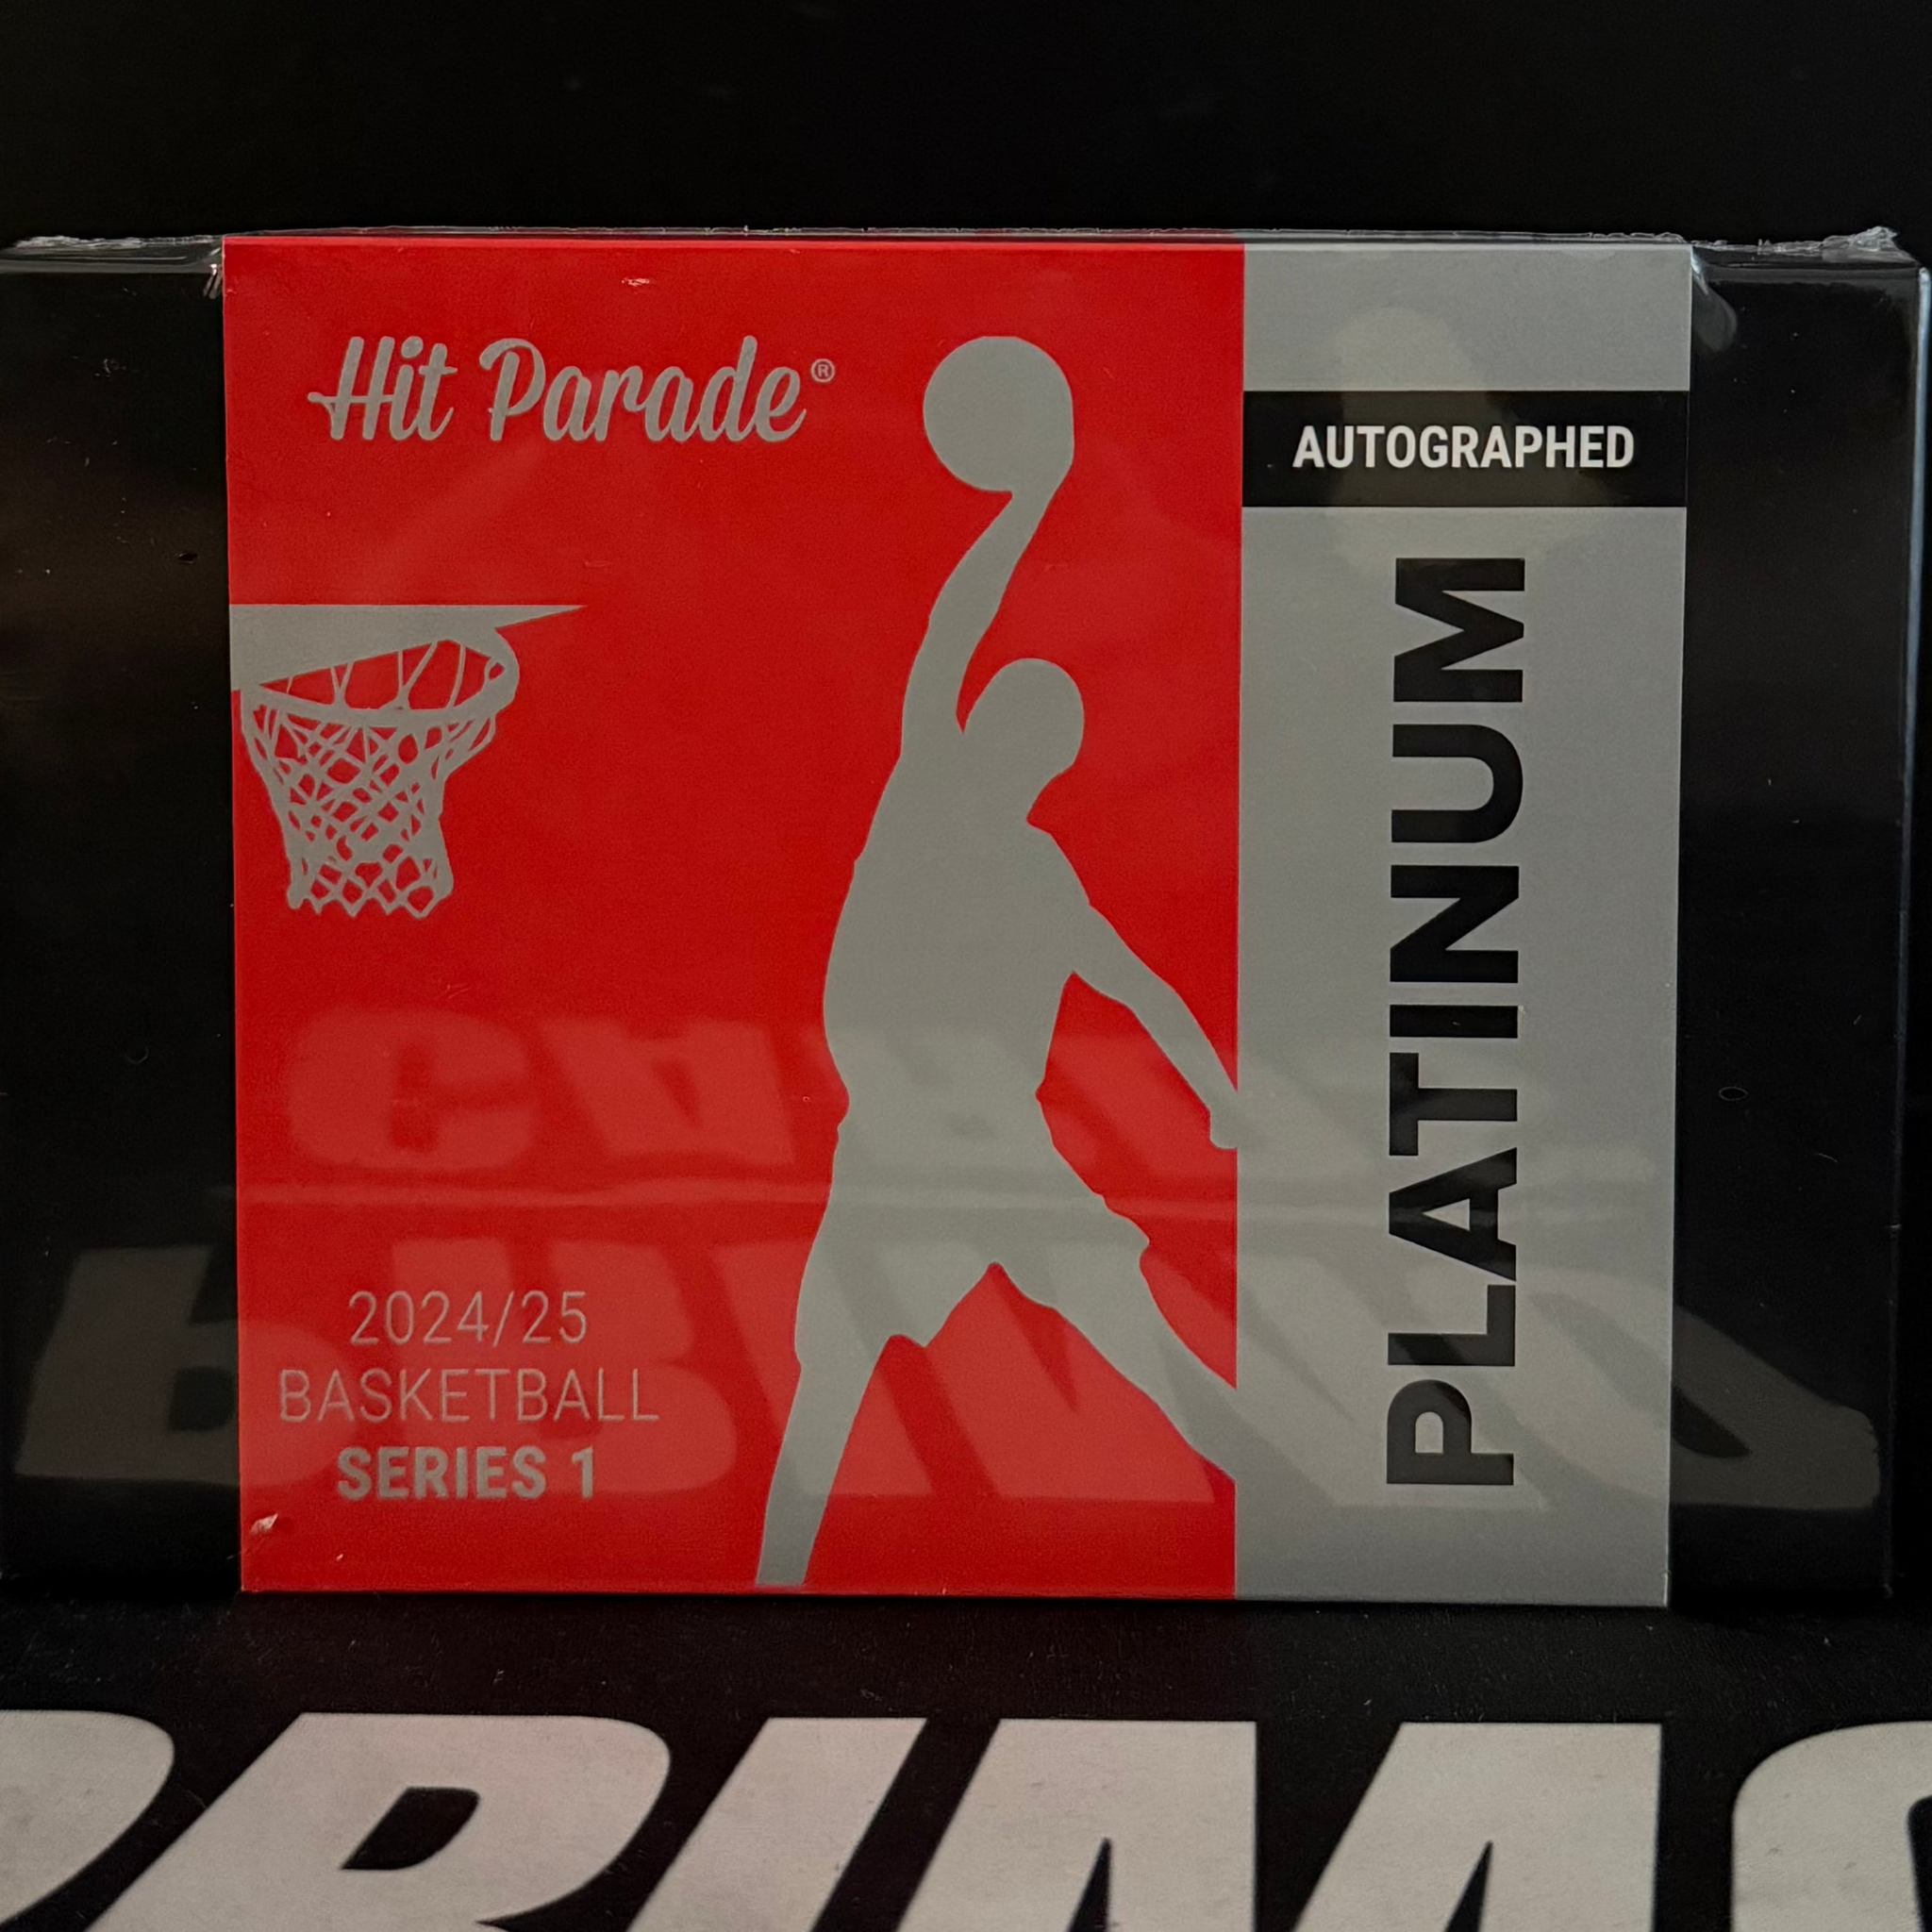 Hit Parade®
AUTOGRAPHED
PLATINUM
2024/25
BASKETBALL
SERIES 1